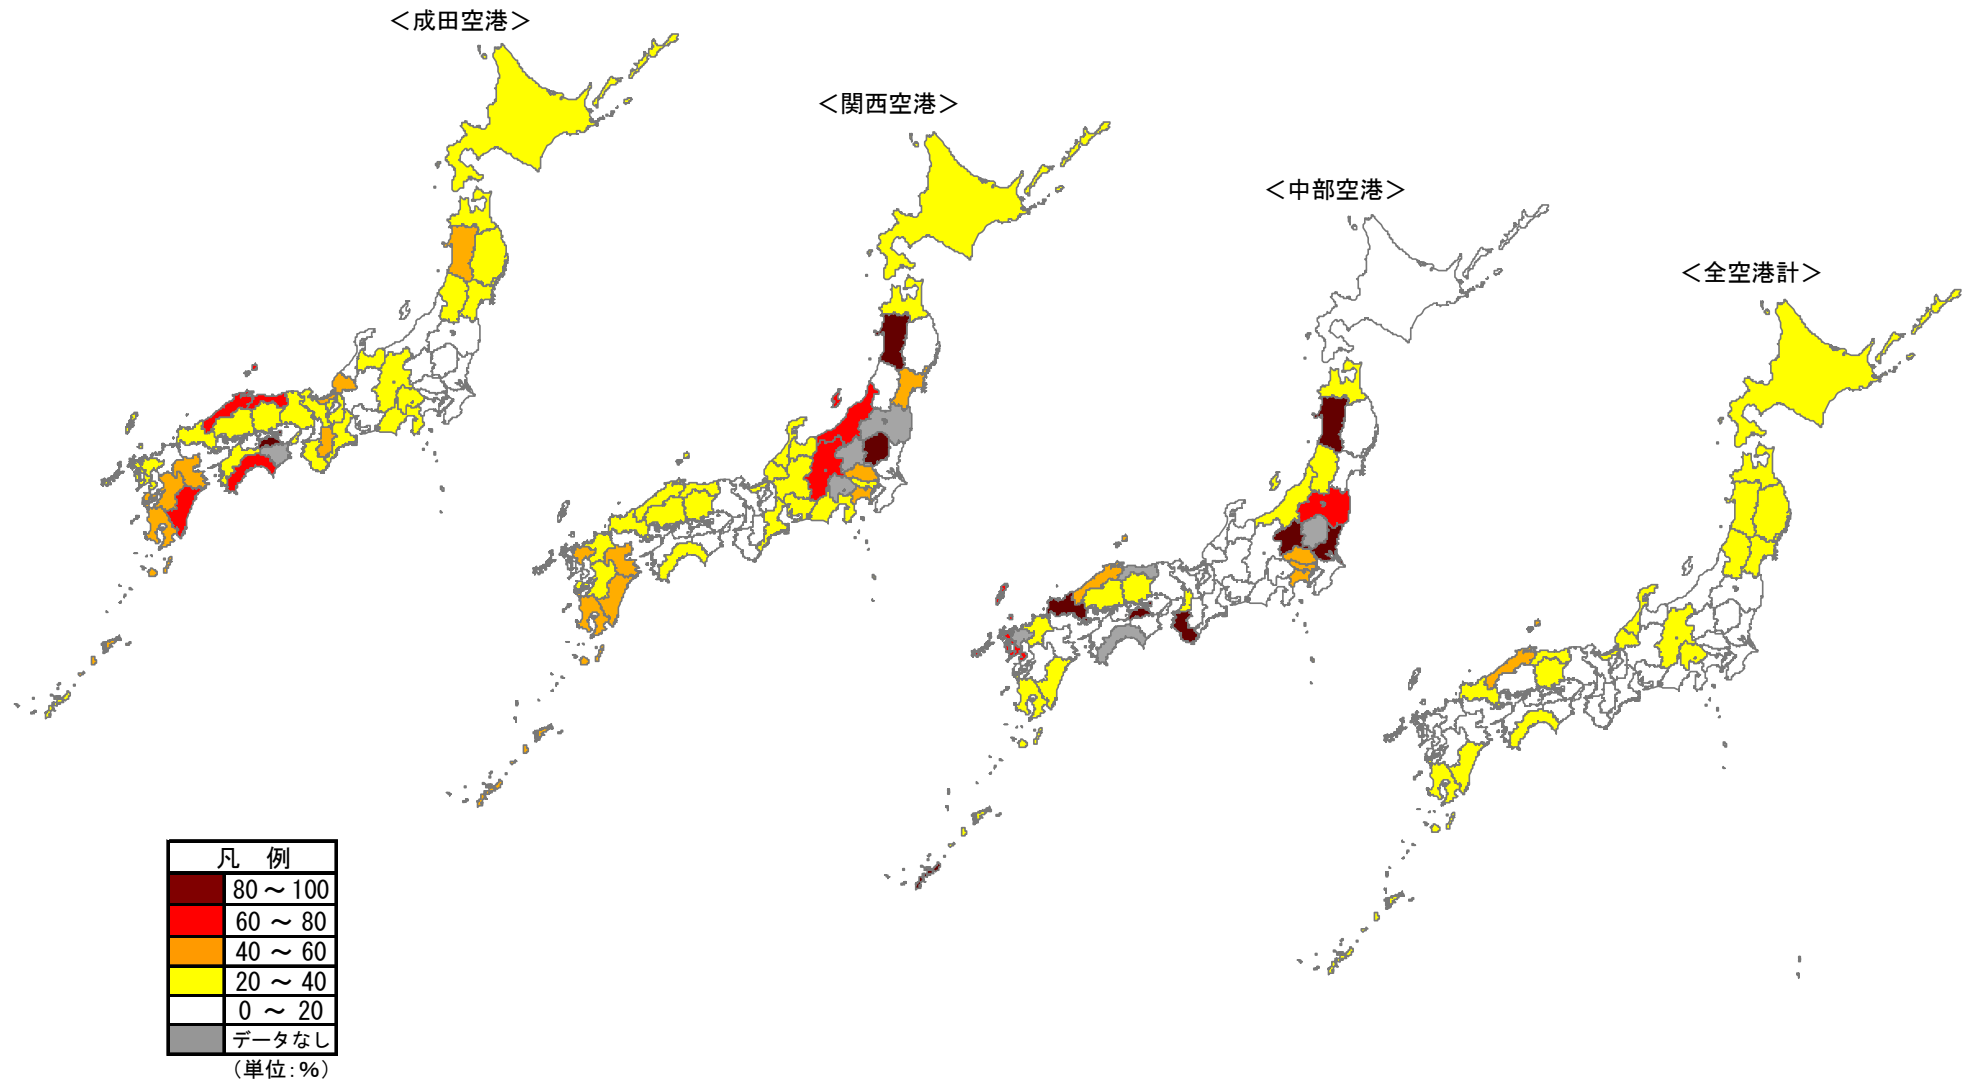 ＜成田空港＞
＜関西空港＞
＜中部空港＞
＜全空港計＞
凡　例
80 ～ 100
60 ～ 80
40 ～ 60
20 ～ 40
0 ～ 20
データなし
（単位：％）